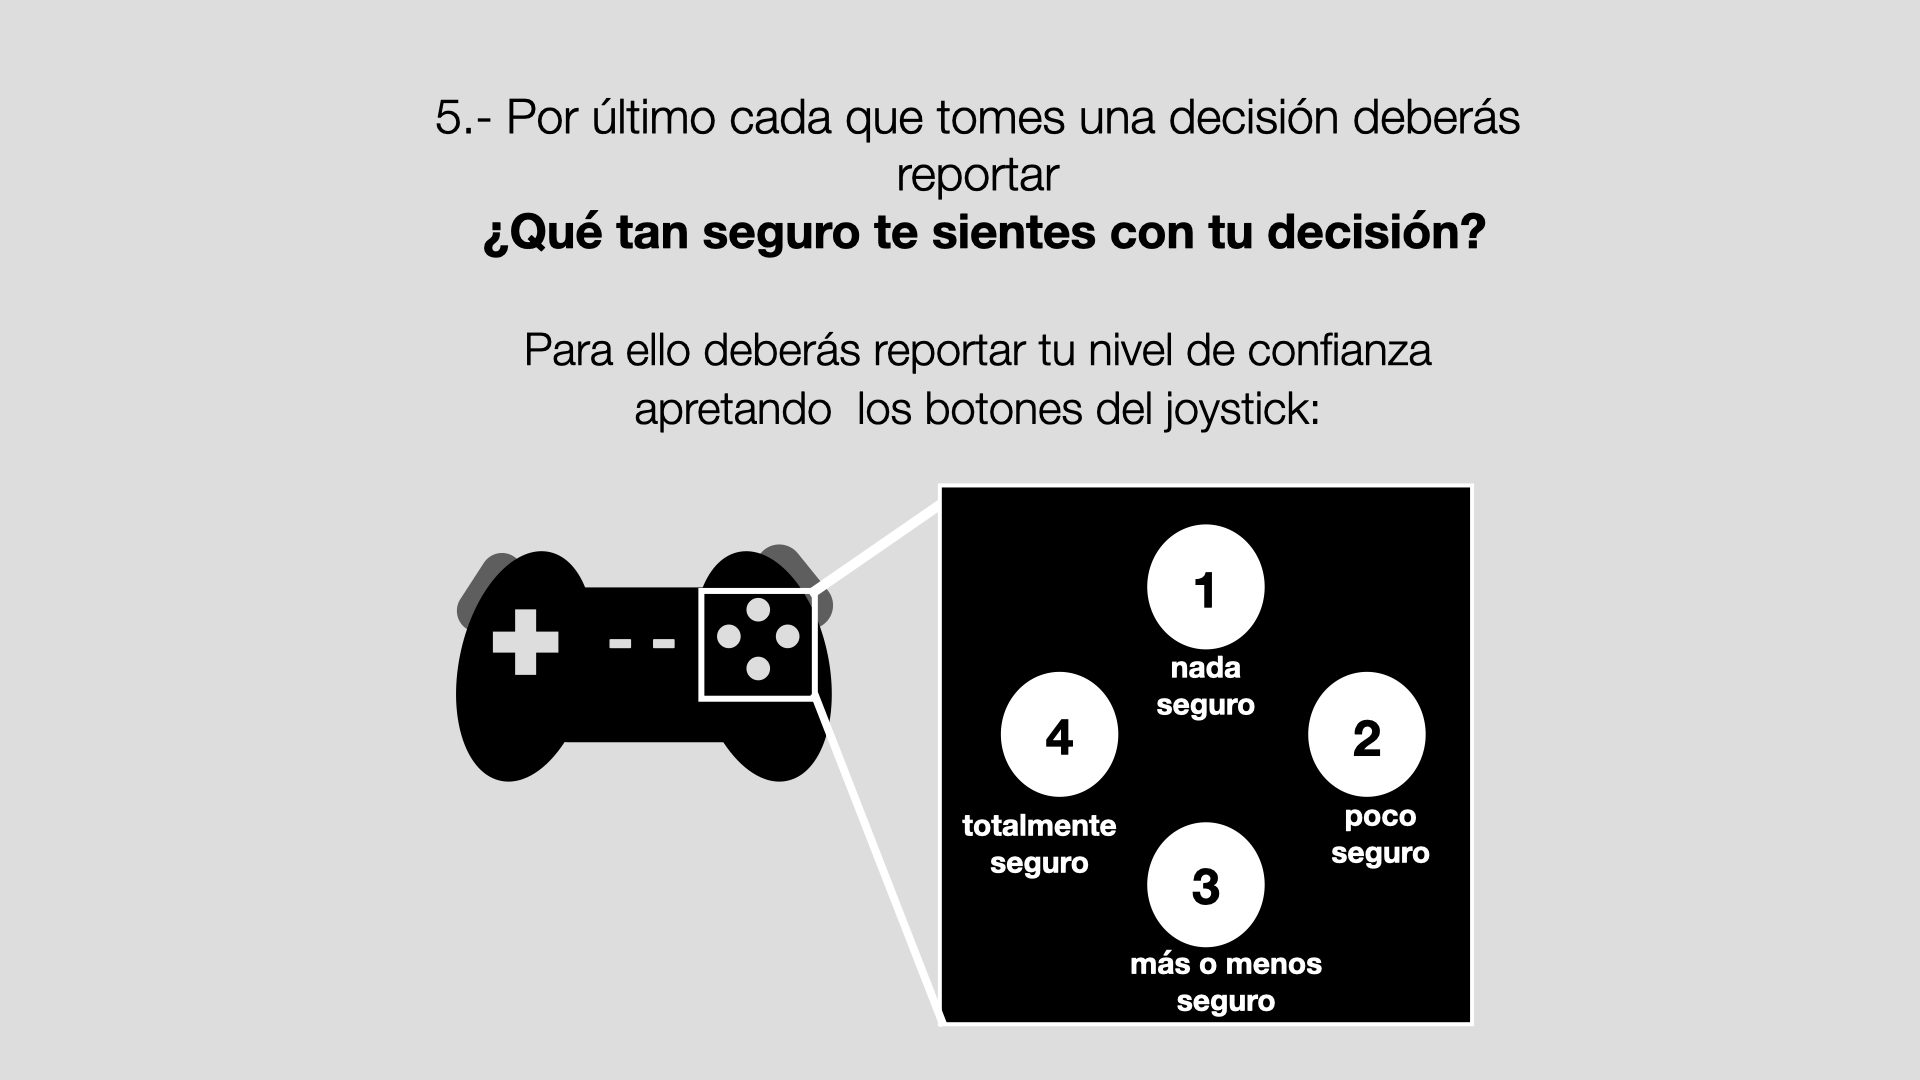 5.- Por último cada que tomes una decisión deberás
reportar
¿Qué tan seguro te sientes con tu decisión?
Para ello deberás reportar tu nivel de confianza
apretando  los botones del joystick:
1
nada
seguro
4
totalmente
seguro
2
poco
seguro
3
más o menos
seguro